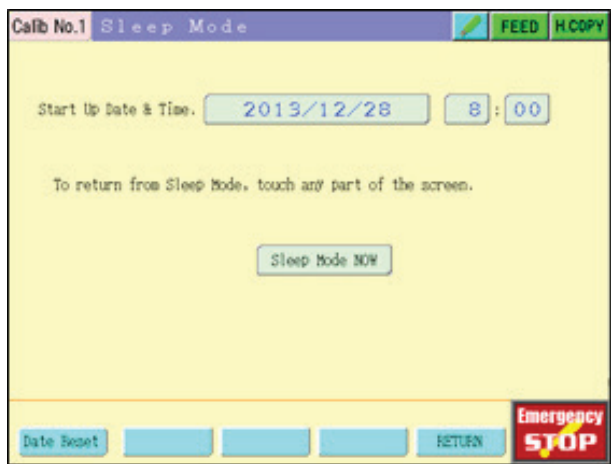 Calib No.1 Sleep Mode FEED H.COPY
Start Up Date & Time. 2013/12/28 8 : 00
To return from Sleep Mode, touch any part of the screen.
Sleep Mode NOW
Date Reset RETURN Emergency STOP